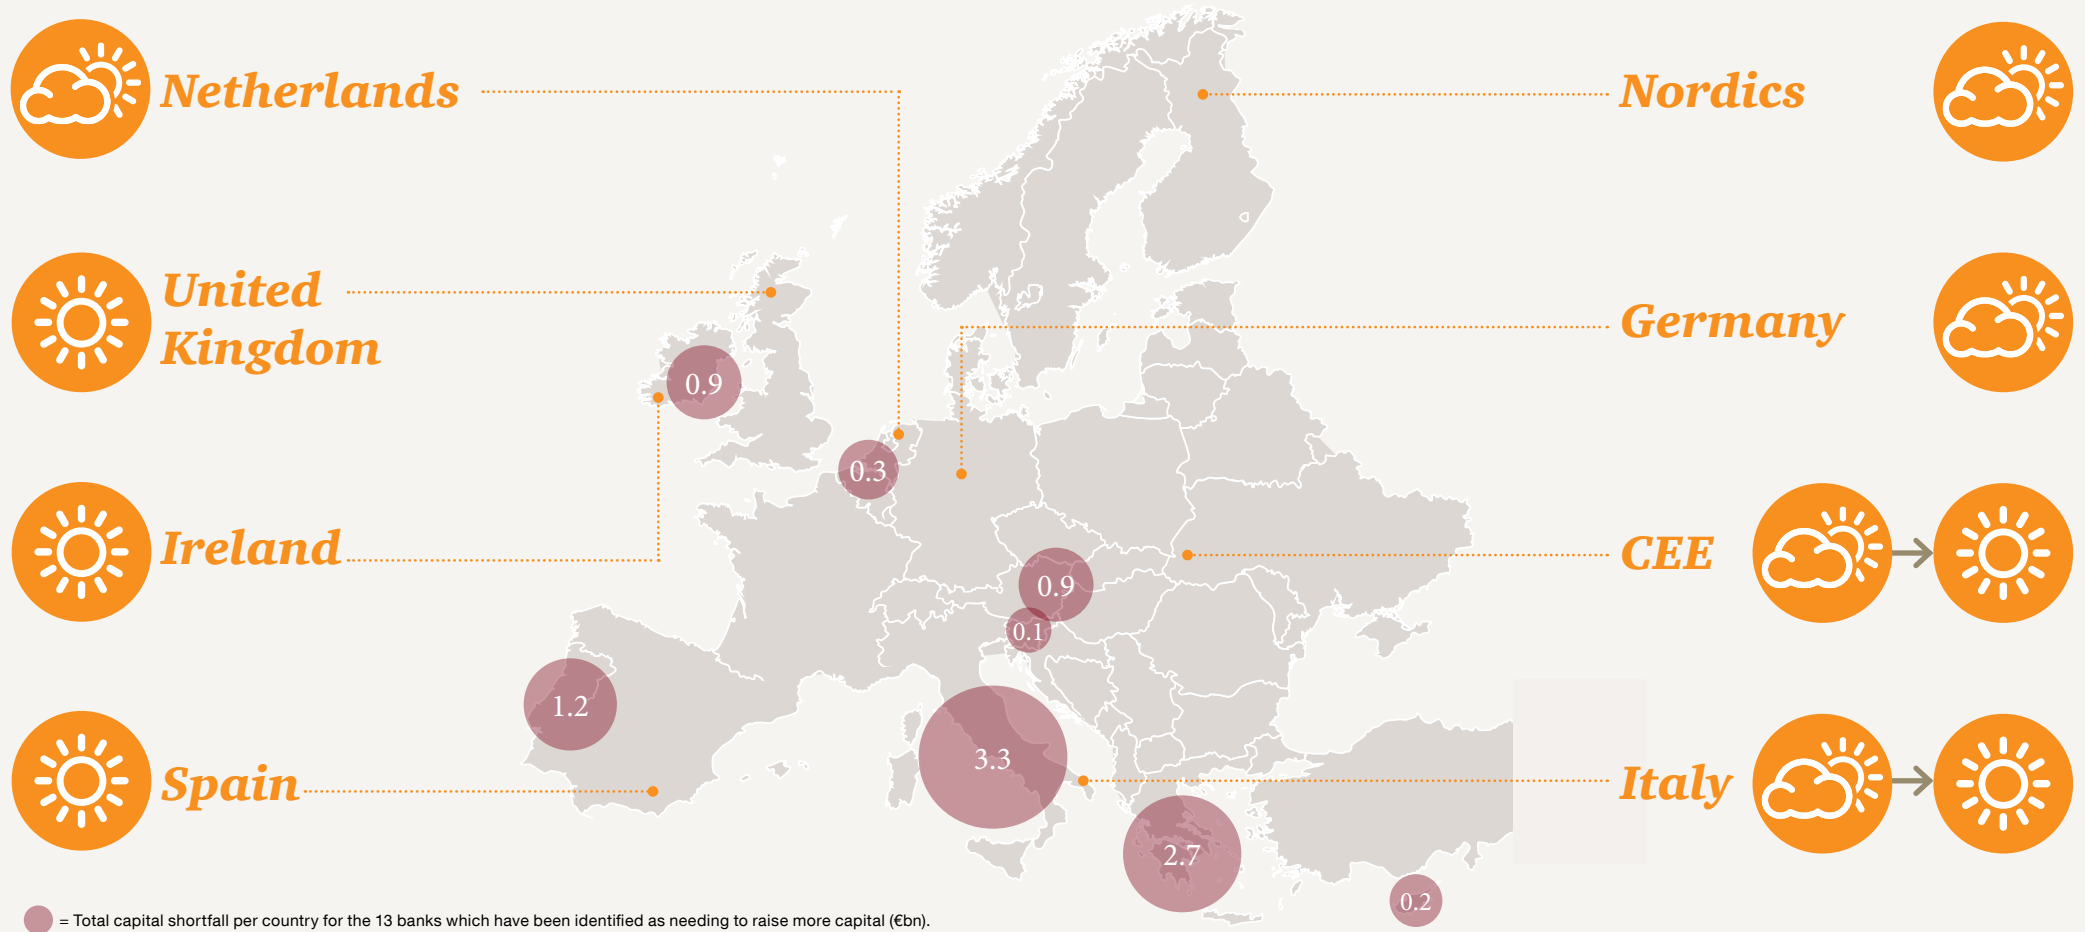 Netherlands
Nordics
United
Kingdom
Germany
0.9
0.3
Ireland
CEE
0.9
0.1
1.2
3.3
Spain
Italy
2.7
0.2
= Total capital shortfall per country for the 13 banks which have been identified as needing to raise more capital (€bn).